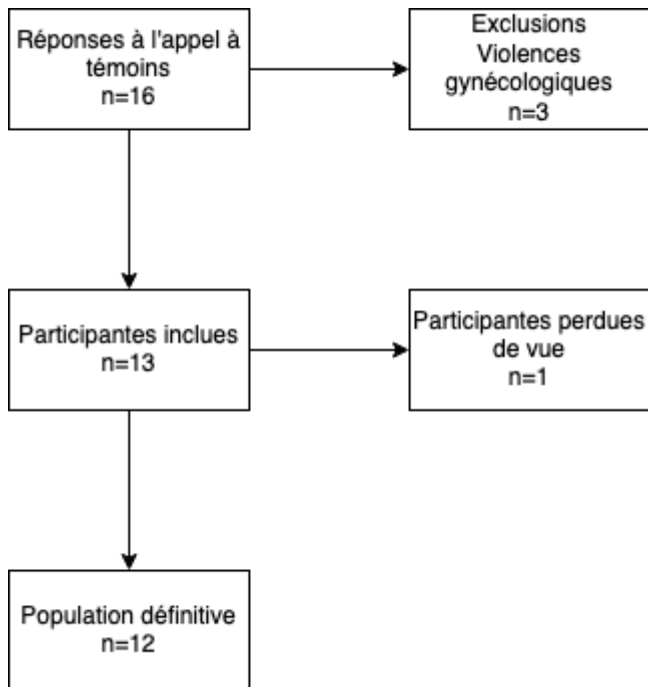 Réponses à l'appel à
témoins
n=16
Exclusions
Violences
gynécologiques
n=3
Participantes inclues
n=13
Participantes perdues
de vue
n=1
Population définitive
n=12